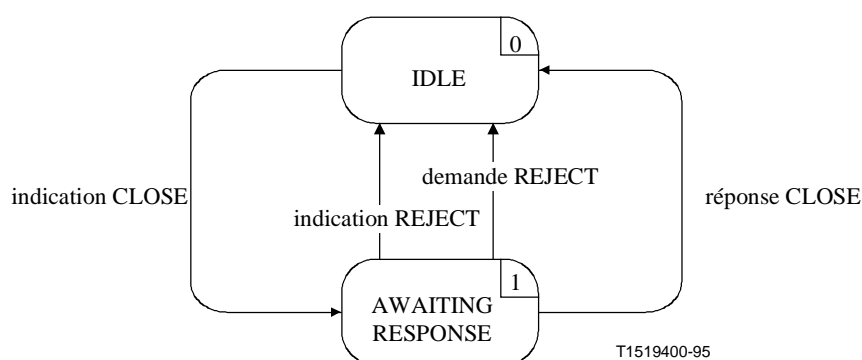 0
IDLE
demande REJECT
indication CLOSE
réponse CLOSE
indication REJECT
1
AWAITING
RESPONSE
T1519400-95